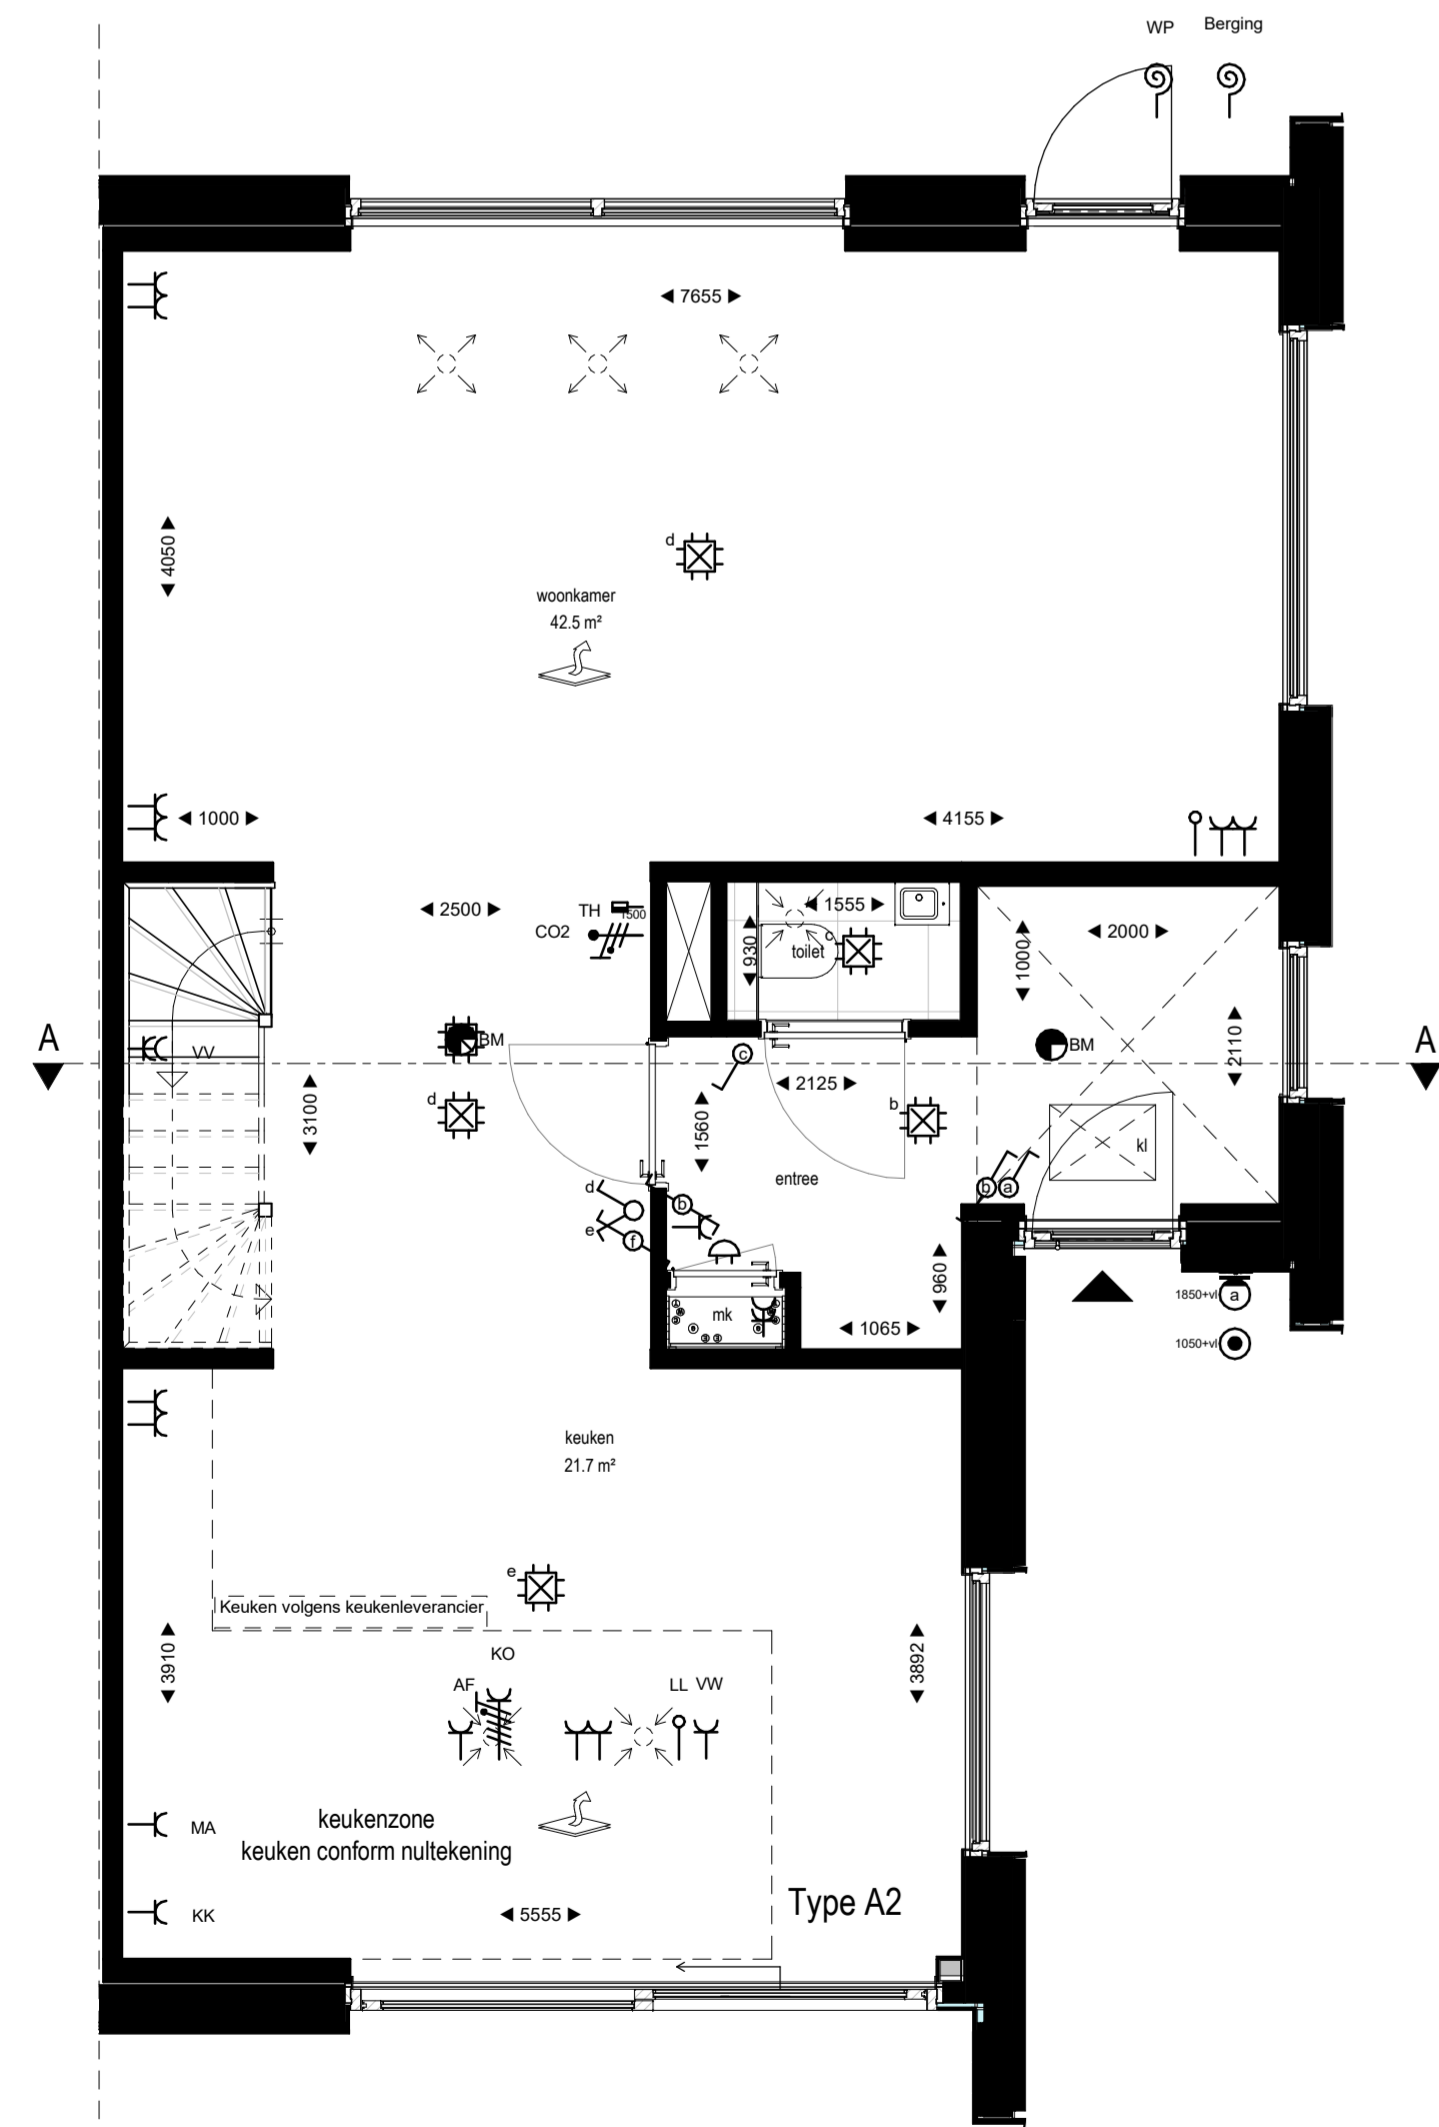 WP Berging
7655
4050
d
woonkamer
42.5 m²
1000
4155
2500
TH
1500
CO2
1555
930
toilet
c
1000
2000
A
VV
BM
c
2125
BM
2110
A
d
3100
1560
b
entree
kl
d
b
e
f
b a
960
mk
1065
1850+vl a
1050+vl
keuken
21.7 m²
e
Keuken volgens keukenleverancier
3910
KO
3892
AF
LL VW
MA
keukenzone
keuken conform nultekening
KK
5555
Type A2